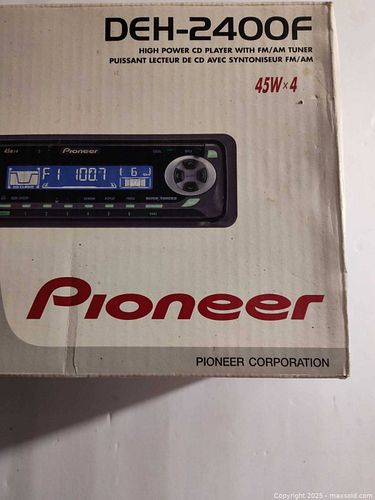 DEH-2400F
HIGH POWER CD PLAYER WITH FM/AM TUNER
PUISSANT LECTEUR DE CD AVEC SYNTONISEUR FM/AM
45W×4
Pioneer
F1 100.7
Pioneer
PIONEER CORPORATION
Copyright 2025 - maxsold.com